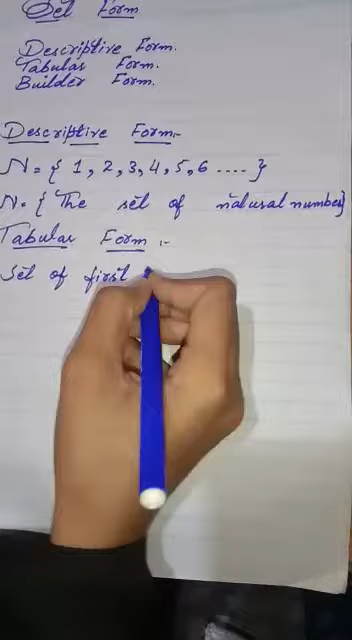 Set Form
Descriptive Form.
Tabular Form.
Builder Form.
Descriptive Form:-
N = { 1, 2, 3, 4, 5, 6 .... }
N = { The set of natural number}
Tabular Form :-
Set of first